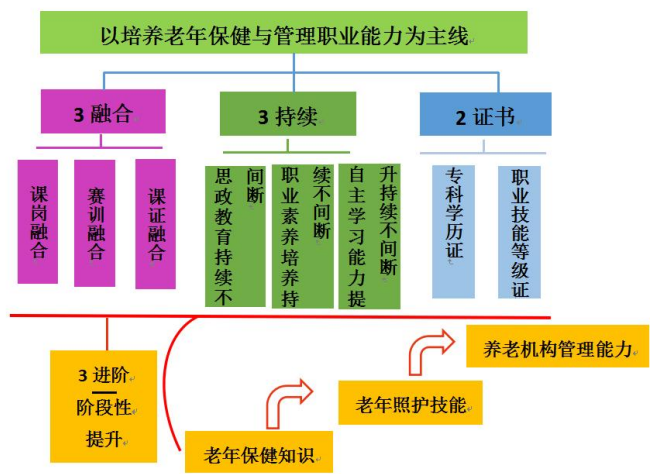 以培养老年保健与管理职业能力为主线
3 融合
3 持续
2 证书
课岗融合
赛训融合
课证融合
思政教育持续不
间断
职业素养培养持
续不间断
自主学习能力提
升持续不间断
专科学历证
职业技能等级证
3 进阶
阶段性
提升
老年保健知识
老年照护技能
养老机构管理能力